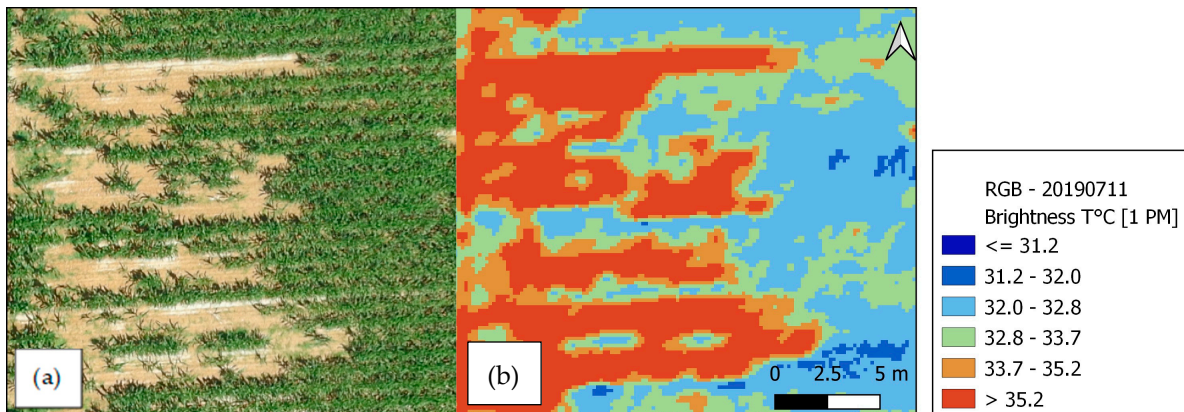 (a)
(b)
0 2.5 5 m
RGB - 20190711
Brightness T°C [1 PM]
<= 31.2
31.2 - 32.0
32.0 - 32.8
32.8 - 33.7
33.7 - 35.2
> 35.2